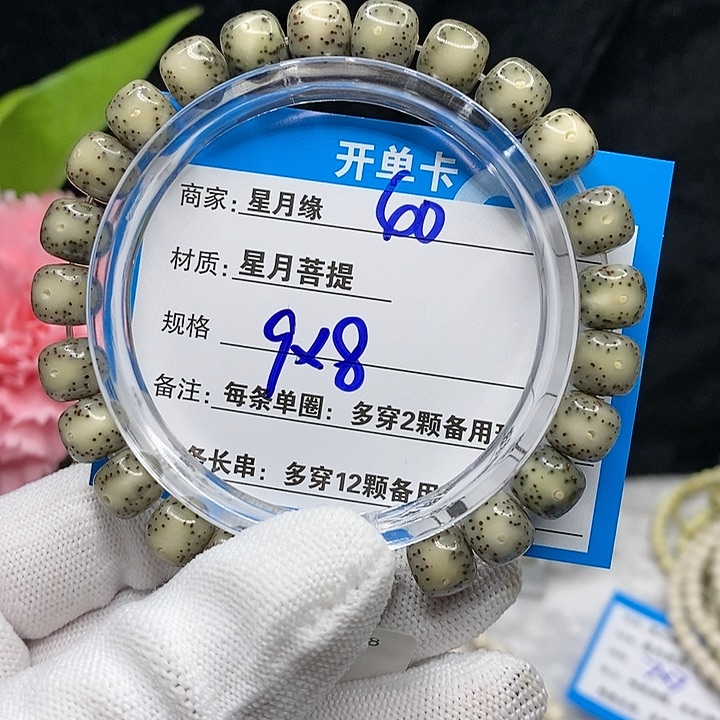 开单卡
商家: 星月缘 60
材质: 星月菩提
规格 9×8
备注: 每条单圈: 多穿2颗备用
条长串: 多穿12颗备用
8